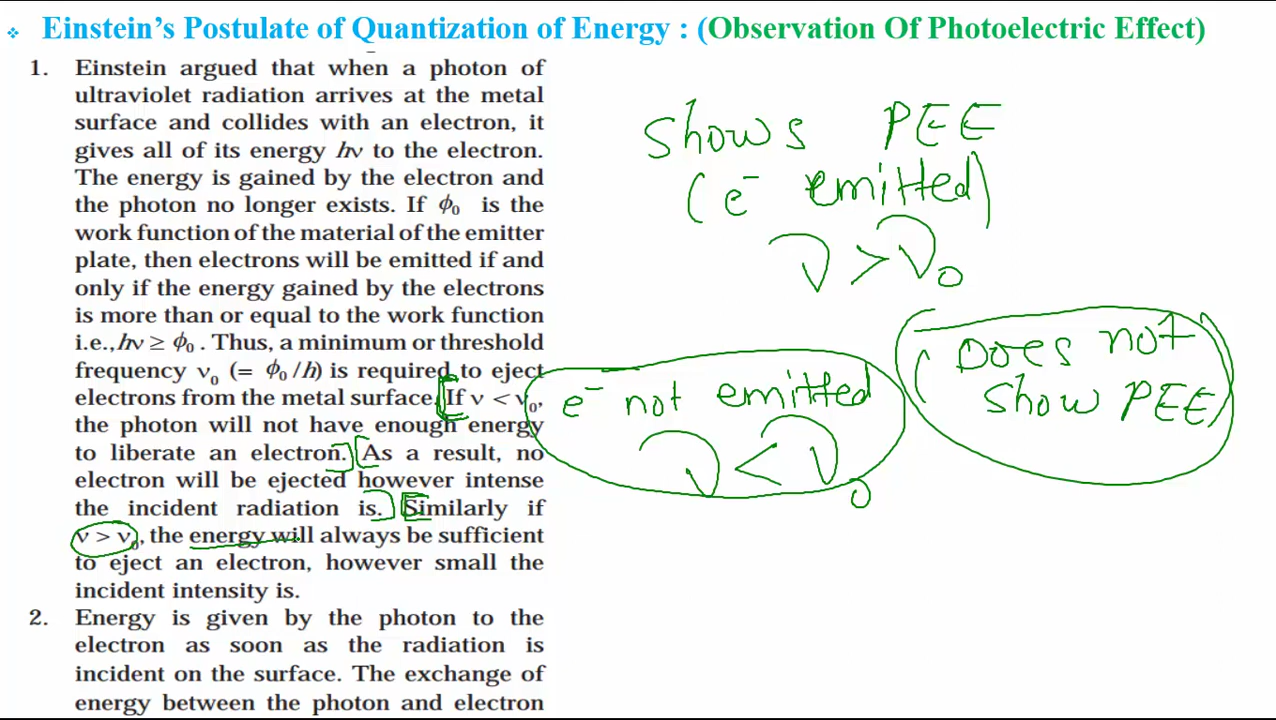 ❖ Einstein's Postulate of Quantization of Energy : (Observation Of Photoelectric Effect)
1. Einstein argued that when a photon of
ultraviolet radiation arrives at the metal
surface and collides with an electron, it
gives all of its energy hν to the electron.
The energy is gained by the electron and
the photon no longer exists. If ϕ₀ is the
work function of the material of the emitter
plate, then electrons will be emitted if and
only if the energy gained by the electrons
is more than or equal to the work function
i.e., hν ≥ ϕ₀. Thus, a minimum or threshold
frequency ν₀ (= ϕ₀/h) is required to eject
electrons from the metal surface. [If ν < ν₀,
the photon will not have enough energy
to liberate an electron.] [As a result, no
electron will be ejected however intense
the incident radiation is.] [Similarly if
ν > ν₀, the energy will always be sufficient
to eject an electron, however small the
incident intensity is.
2. Energy is given by the photon to the
electron as soon as the radiation is
incident on the surface. The exchange of
energy between the photon and electron
Shows PEE
(e⁻ emitted)
ν > ν₀
e⁻ not emitted
ν < ν₀
(Does not
Show PEE)